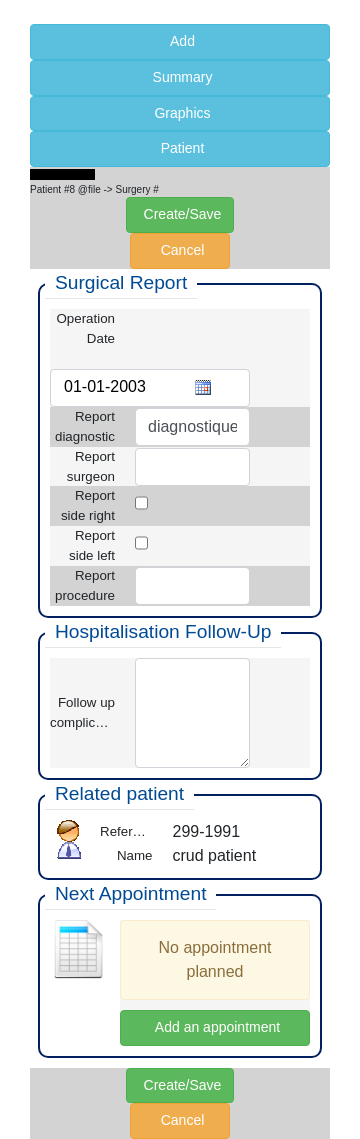 Add
Summary
Graphics
Patient
Patient #8 @file -> Surgery #
Create/Save
Cancel
Surgical Report
Operation
Date
01-01-2003
Report
diagnostic
diagnostique
Report
surgeon
Report
side right
Report
side left
Report
procedure
Hospitalisation Follow-Up
Follow up
complic…
Related patient
Refer… 299-1991
Name crud patient
Next Appointment
No appointment
planned
Add an appointment
Create/Save
Cancel